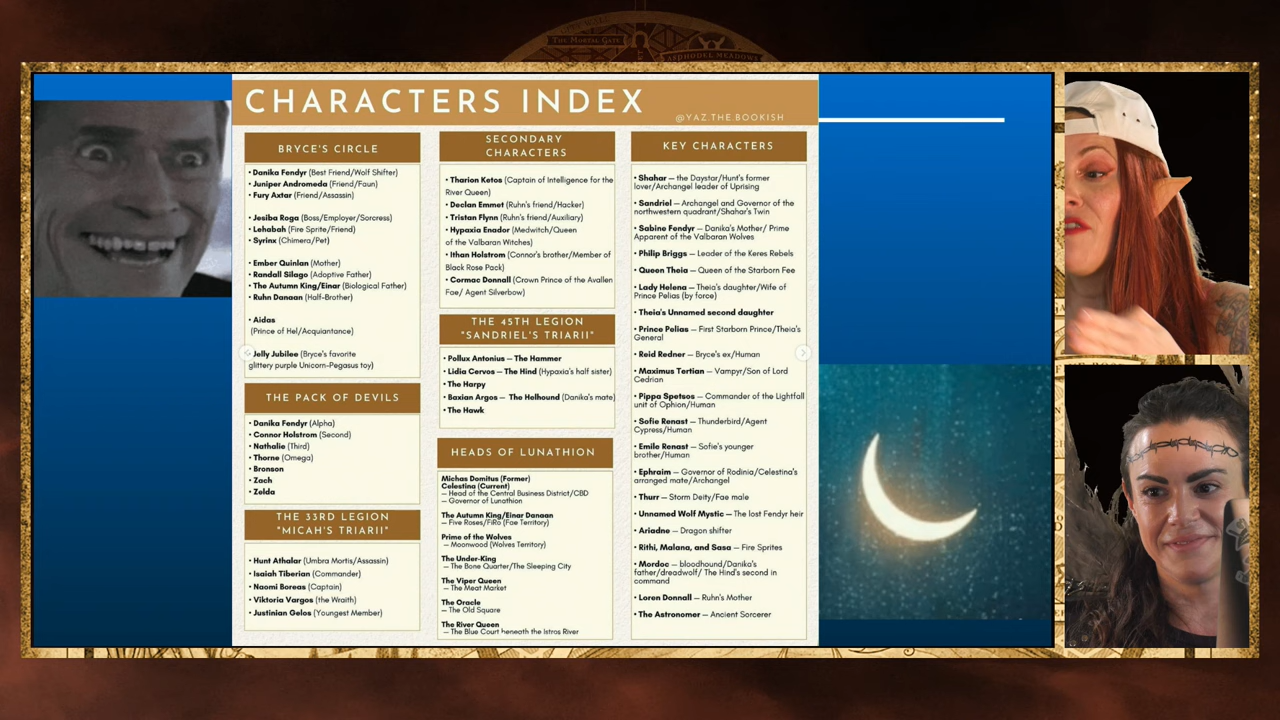 THE MORTAL GATE
ASPHODEL MEADOWS
CHARACTERS INDEX
@YAZ.THE.BOOKISH
BRYCE'S CIRCLE
• Danika Fendyr (Best Friend/Wolf Shifter)
• Juniper Andromeda (Friend/Faun)
• Fury Axtar (Friend/Assassin)
• Jesiba Roga (Boss/Employer/Sorcress)
• Lehabah (Fire Sprite/Friend)
• Syrinx (Chimera/Pet)
• Ember Quinlan (Mother)
• Randall Silago (Adoptive Father)
• The Autumn King/Einar (Biological Father)
• Ruhn Danaan (Half-Brother)
• Aidas
(Prince of Hel/Acquiantance)
Jelly Jubilee (Bryce's favorite
glittery purple Unicorn-Pegasus toy)
THE PACK OF DEVILS
• Danika Fendyr (Alpha)
• Connor Holstrom (Second)
• Nathalie (Third)
• Thorne (Omega)
• Bronson
• Zach
• Zelda
THE 33RD LEGION
"MICAH'S TRIARII"
• Hunt Athalar (Umbra Mortis/Assassin)
• Isaiah Tiberian (Commander)
• Naomi Boreas (Captain)
• Viktoria Vargos (the Wraith)
• Justinian Gelos (Youngest Member)
SECONDARY
CHARACTERS
• Tharion Ketos (Captain of Intelligence for the
River Queen)
• Declan Emmet (Ruhn's friend/Hacker)
• Tristan Flynn (Ruhn's friend/Auxiliary)
• Hypaxia Enador (Medwitch/Queen
of the Valbaran Witches)
• Ithan Holstrom (Connor's brother/Member of
Black Rose Pack)
• Cormac Donnall (Crown Prince of the Avallen
Fae/ Agent Silverbow)
THE 45TH LEGION
"SANDRIEL'S TRIARII"
• Pollux Antonius — The Hammer
• Lidia Cervos — The Hind (Hypaxia's half sister)
• The Harpy
• Baxian Argos — The Helhound (Danika's mate)
• The Hawk
HEADS OF LUNATHION
Michas Domitus (Former)
Celestina (Current)
— Head of the Central Business District/CBD
— Governor of Lunathion
The Autumn King/Einar Danaan
— Five Roses/FiRo (Fae Territory)
Prime of the Wolves
— Moonwood (Wolves Territory)
The Under-King
— The Bone Quarter/The Sleeping City
The Viper Queen
— The Meat Market
The Oracle
— The Old Square
The River Queen
— The Blue Court beneath the Istros River
KEY CHARACTERS
• Shahar — the Daystar/Hunt's former
lover/Archangel leader of Uprising
• Sandriel — Archangel and Governor of the
northwestern quadrant/Shahar's Twin
• Sabine Fendyr — Danika's Mother/ Prime
Apparent of the Valbaran Wolves
• Philip Briggs — Leader of the Keres Rebels
• Queen Theia — Queen of the Starborn Fee
• Lady Helena — Theia's daughter/Wife of
Prince Pelias (by force)
• Theia's Unnamed second daughter
• Prince Pelias — First Starborn Prince/Theia's
General
• Reid Redner — Bryce's ex/Human
• Maximus Tertian — Vampyr/Son of Lord
Cedrian
• Pippa Spetsos — Commander of the Lightfall
unit of Ophion/Human
• Sofie Renast — Thunderbird/Agent
Cypress/Human
• Emile Renast — Sofie's younger
brother/Human
• Ephraim — Governor of Rodinia/Celestina's
arranged mate/Archangel
• Thurr — Storm Deity/Fae male
• Unnamed Wolf Mystic — The lost Fendyr heir
• Ariadne — Dragon shifter
• Rithi, Malana, and Sasa — Fire Sprites
• Mordoc — bloodhound/Danika's
father/dreadwolf/ The Hind's second in
command
• Loren Donnall — Ruhn's Mother
• The Astronomer — Ancient Sorcerer